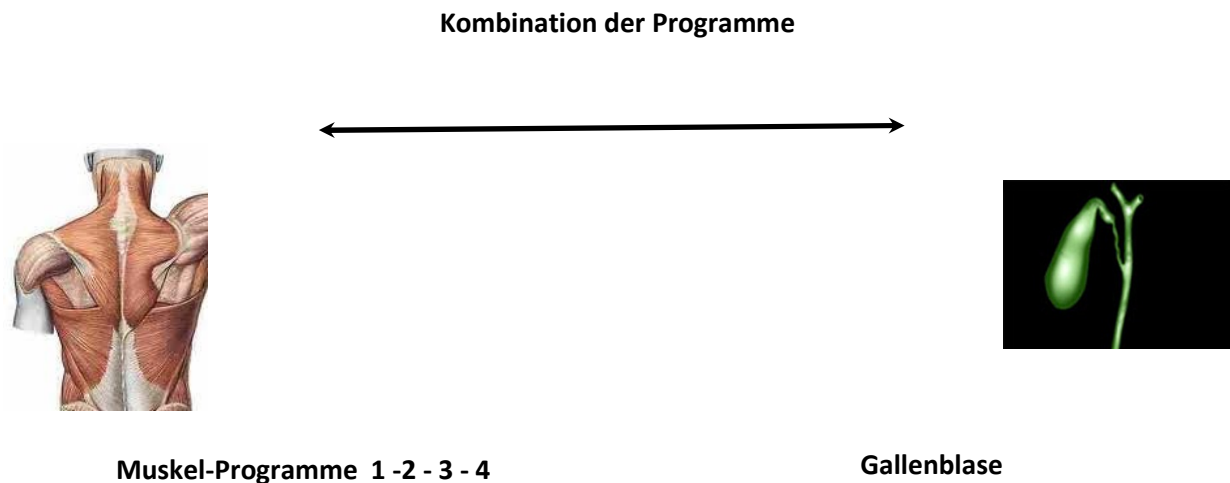 Kombination der Programme
Muskel-Programme 1 -2 - 3 - 4
Gallenblase